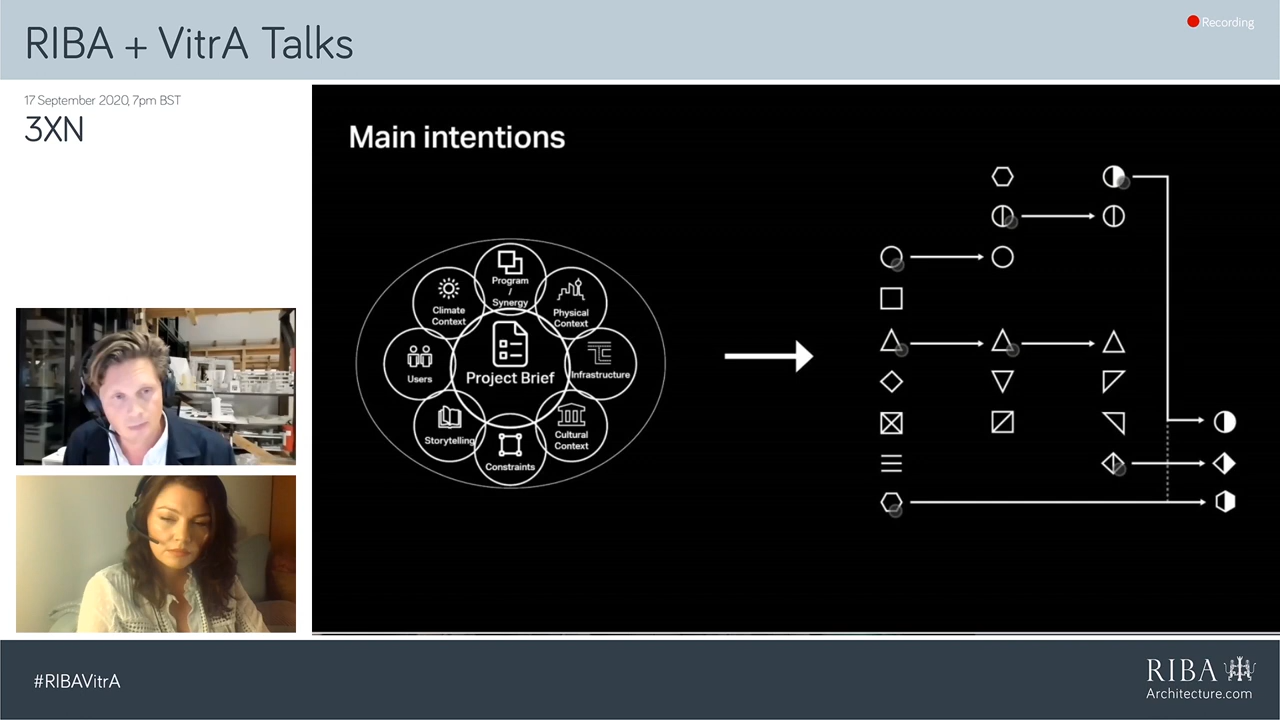 RIBA + VitrA Talks
Recording
17 September 2020, 7pm BST
3XN
Main intentions
Program
/
Synergy
Climate
Context
Physical
Context
Users
Project Brief
Infrastructure
Storytelling
Cultural
Context
Constraints
#RIBAVitrA
RIBA
Architecture.com